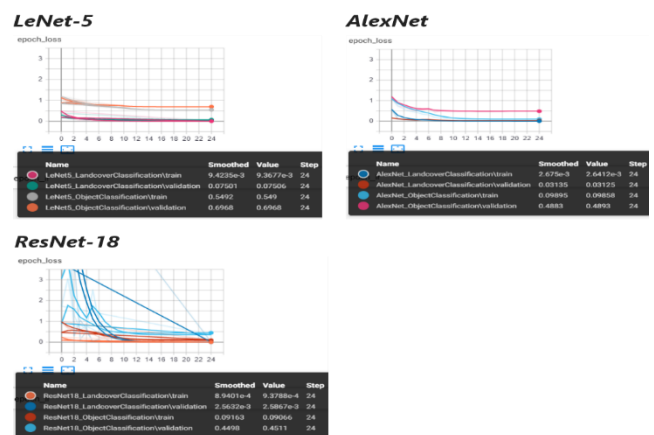 LeNet-5
epoch_loss
3
2
1
0
0 2 4 6 8 10 12 14 16 18 20 22 24
Name Smoothed Value Step
LeNet5_LandcoverClassification\train 9.4235e-3 9.3677e-3 24
LeNet5_LandcoverClassification\validation 0.07501 0.07506 24
LeNet5_ObjectClassification\train 0.5492 0.549 24
LeNet5_ObjectClassification\validation 0.6968 0.6968 24
AlexNet
epoch_loss
3
2
1
0
0 2 4 6 8 10 12 14 16 18 20 22 24
Name Smoothed Value Step
AlexNet_LandcoverClassification\train 2.675e-3 2.6412e-3 24
AlexNet_LandcoverClassification\validation 0.03135 0.03125 24
AlexNet_ObjectClassification\train 0.09895 0.09858 24
AlexNet_ObjectClassification\validation 0.4883 0.4893 24
ResNet-18
epoch_loss
3
2
1
0
0 2 4 6 8 10 12 14 16 18 20 22 24
Name Smoothed Value Step
ResNet18_LandcoverClassification\train 8.9401e-4 9.3788e-4 24
ResNet18_LandcoverClassification\validation 2.5632e-3 2.5867e-3 24
ResNet18_ObjectClassification\train 0.09163 0.09066 24
ResNet18_ObjectClassification\validation 0.4498 0.4511 24